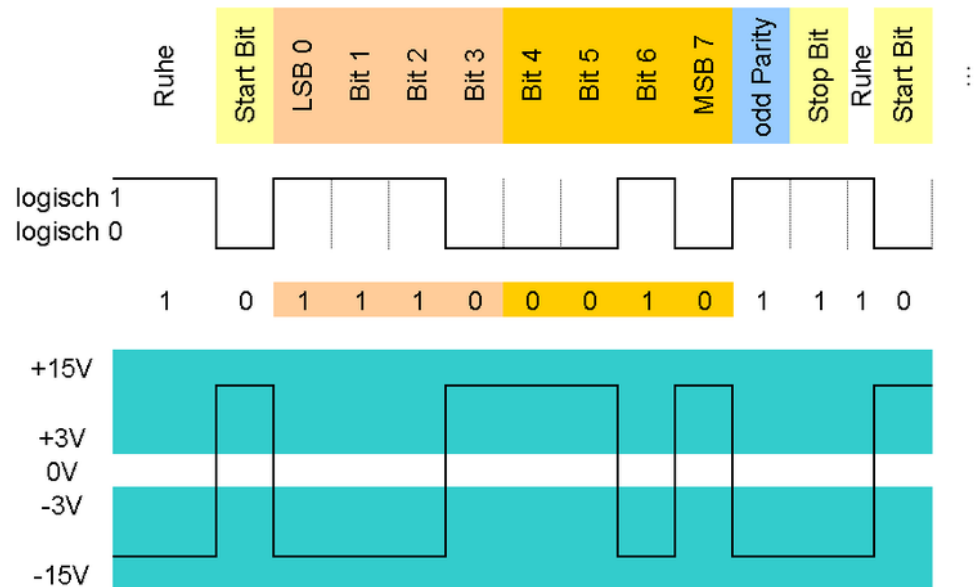 Ruhe Start Bit LSB 0 Bit 1 Bit 2 Bit 3 Bit 4 Bit 5 Bit 6 MSB 7 odd Parity Stop Bit Ruhe Start Bit ...
logisch 1
logisch 0
1 0 1 1 1 0 0 0 1 0 1 1 1 0
+15V
+3V
0V
-3V
-15V